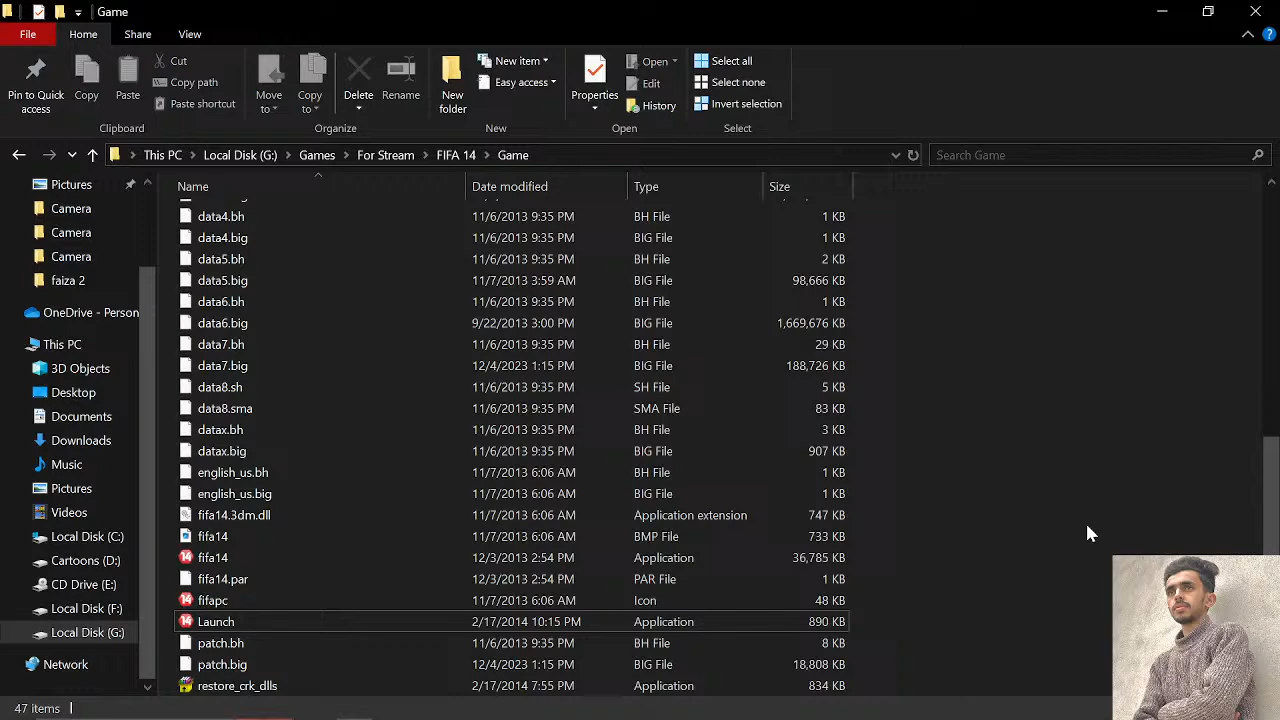 Game
File Home Share View
Pin to Quick access
Copy
Paste
Cut
Copy path
Paste shortcut
Clipboard
Move to
Copy to
Delete
Rename
Organize
New folder
New item
Easy access
New
Properties
Open
Edit
History
Open
Select all
Select none
Invert selection
Select
This PC > Local Disk (G:) > Games > For Stream > FIFA 14 > Game
Search Game
Pictures
Camera
Camera
Camera
faiza 2
OneDrive - Person
This PC
3D Objects
Desktop
Documents
Downloads
Music
Pictures
Videos
Local Disk (C:)
Cartoons (D:)
CD Drive (E:)
Local Disk (F:)
Local Disk (G:)
Network
Name Date modified Type Size
data4.bh 11/6/2013 9:35 PM BH File 1 KB
data4.big 11/6/2013 9:35 PM BIG File 1 KB
data5.bh 11/6/2013 9:35 PM BH File 2 KB
data5.big 11/7/2013 3:59 AM BIG File 98,666 KB
data6.bh 11/6/2013 9:35 PM BH File 1 KB
data6.big 9/22/2013 3:00 PM BIG File 1,669,676 KB
data7.bh 11/6/2013 9:35 PM BH File 29 KB
data7.big 12/4/2023 1:15 PM BIG File 188,726 KB
data8.sh 11/6/2013 9:35 PM SH File 5 KB
data8.sma 11/6/2013 9:35 PM SMA File 83 KB
datax.bh 11/6/2013 9:35 PM BH File 3 KB
datax.big 11/6/2013 9:35 PM BIG File 907 KB
english_us.bh 11/7/2013 6:06 AM BH File 1 KB
english_us.big 11/7/2013 6:06 AM BIG File 1 KB
fifa14.3dm.dll 11/7/2013 6:06 AM Application extension 747 KB
fifa14 11/7/2013 6:06 AM BMP File 733 KB
fifa14 12/3/2013 2:54 PM Application 36,785 KB
fifa14.par 12/3/2013 2:54 PM PAR File 1 KB
fifapc 11/7/2013 6:06 AM Icon 48 KB
Launch 2/17/2014 10:15 PM Application 890 KB
patch.bh 11/6/2013 9:35 PM BH File 8 KB
patch.big 12/4/2023 1:15 PM BIG File 18,808 KB
restore_crk_dlls 2/17/2014 7:55 PM Application 834 KB
47 items